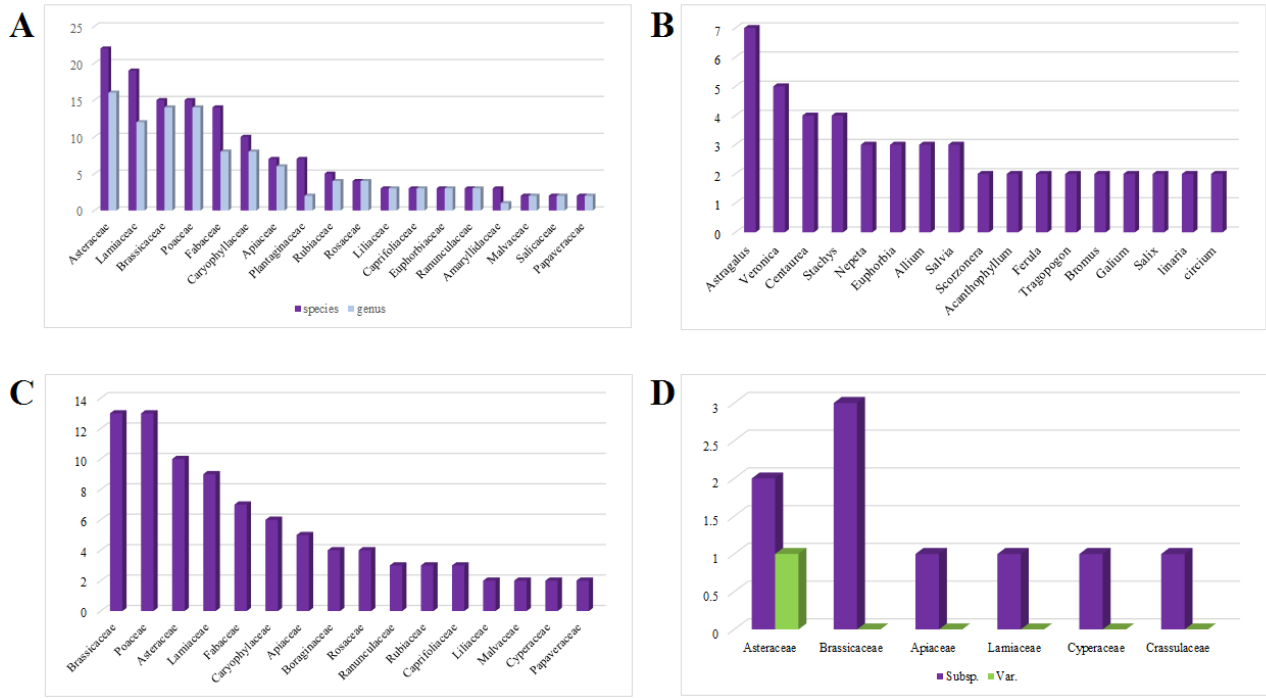 A
25
20
15
10
5
0
Asteraceae
Lamiaceae
Brassicaceae
Poaceae
Fabaceae
Caryophyllaceae
Apiaceae
Plantaginaceae
Rubiaceae
Rosaceae
Liliaceae
Caprifoliaceae
Euphorbiaceae
Ranunculaceae
Amaryllidaceae
Malvaceae
Salicaceae
Papaveraceae
species genus
B
7
6
5
4
3
2
1
0
Astragalus
Veronica
Centaurea
Stachys
Nepeta
Euphorbia
Allium
Salvia
Scorzonera
Acanthophyllum
Ferula
Tragopogon
Bromus
Galium
Salix
linaria
circium
C
14
12
10
8
6
4
2
0
Brassicaceae
Poaceae
Asteraceae
Lamiaceae
Fabaceae
Caryophylaceae
Apiaceae
Boraginaceae
Rosaceae
Ranunculaceae
Rubiaceae
Caprifoliaceae
Liliaceae
Malvaceae
Cyperaceae
Papaveraceae
D
3
2.5
2
1.5
1
0.5
0
Asteraceae Brassicaceae Apiaceae Lamiaceae Cyperaceae Crassulaceae
Subsp. Var.